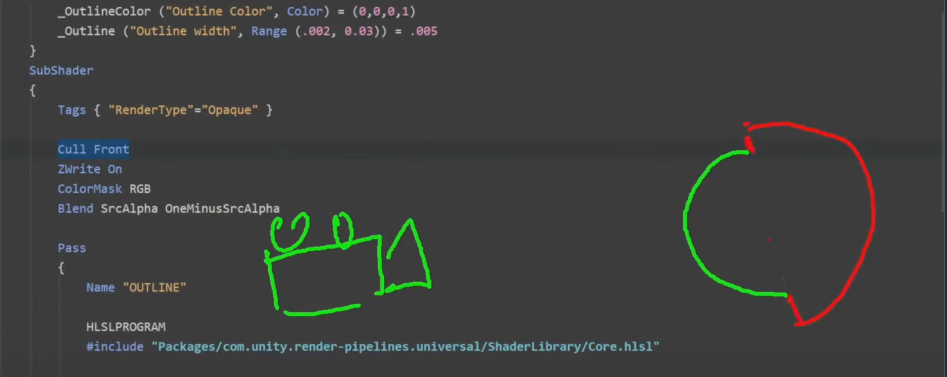 _OutlineColor ("Outline Color", Color) = (0,0,0,1)
_Outline ("Outline width", Range (.002, 0.03)) = .005
}
SubShader
{
Tags { "RenderType"="Opaque" }
Cull Front
ZWrite On
ColorMask RGB
Blend SrcAlpha OneMinusSrcAlpha
Pass
{
Name "OUTLINE"
HLSLPROGRAM
#include "Packages/com.unity.render-pipelines.universal/ShaderLibrary/Core.hlsl"